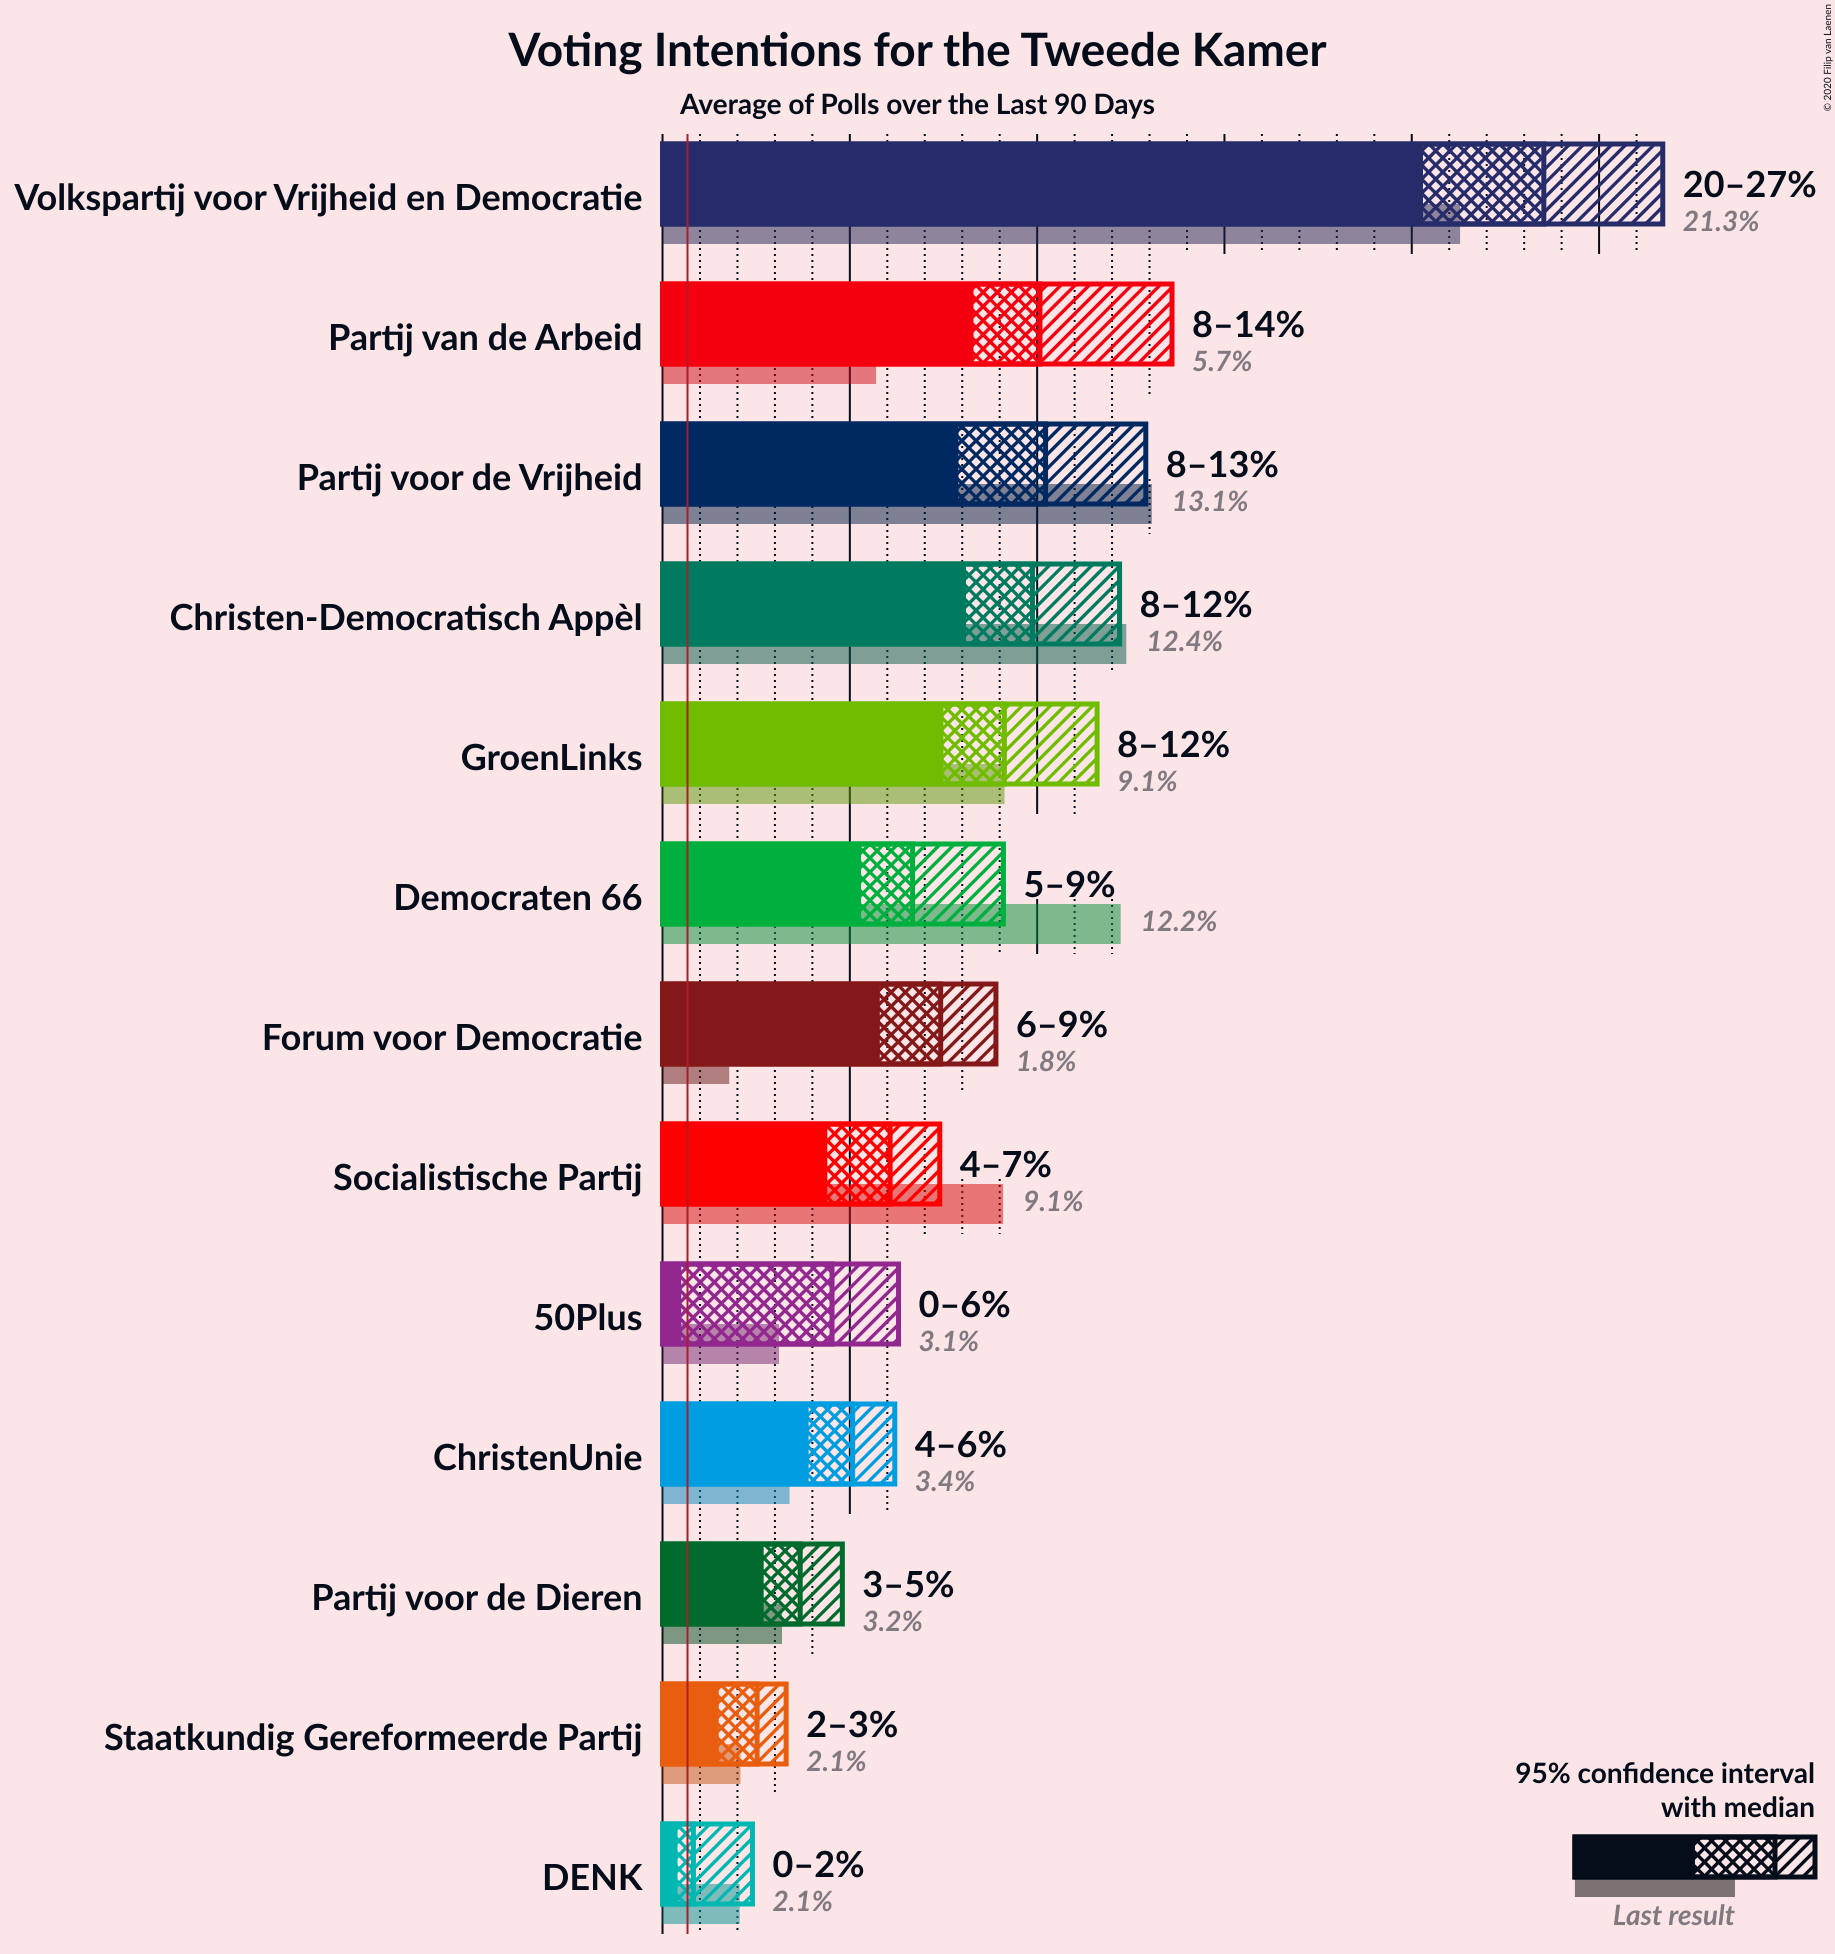 Voting Intentions for the Tweede Kamer
Average of Polls over the Last 90 Days
© 2020 Filip van Laenen
Volkspartij voor Vrijheid en Democratie
20–27%
21.3%
Partij van de Arbeid
8–14%
5.7%
Partij voor de Vrijheid
8–13%
13.1%
Christen-Democratisch Appèl
8–12%
12.4%
GroenLinks
8–12%
9.1%
Democraten 66
5–9%
12.2%
Forum voor Democratie
6–9%
1.8%
Socialistische Partij
4–7%
9.1%
50Plus
0–6%
3.1%
ChristenUnie
4–6%
3.4%
Partij voor de Dieren
3–5%
3.2%
Staatkundig Gereformeerde Partij
2–3%
2.1%
DENK
0–2%
2.1%
95% confidence interval
with median
Last result